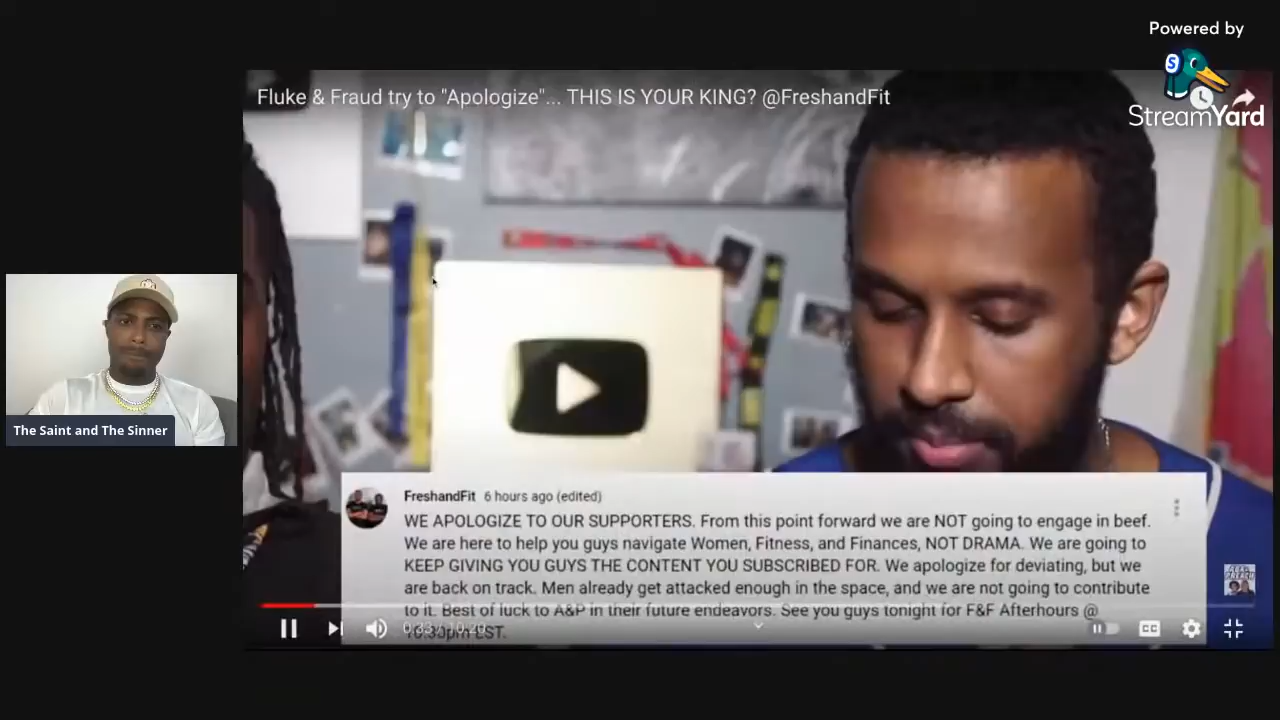 Powered by
S
StreamYard
Fluke & Fraud try to "Apologize"... THIS IS YOUR KING? @FreshandFit
The Saint and The Sinner
FreshandFit 6 hours ago (edited)
WE APOLOGIZE TO OUR SUPPORTERS. From this point forward we are NOT going to engage in beef.
We are here to help you guys navigate Women, Fitness, and Finances, NOT DRAMA. We are going to
KEEP GIVING YOU GUYS THE CONTENT YOU SUBSCRIBED FOR. We apologize for deviating, but we
are back on track. Men already get attacked enough in the space, and we are not going to contribute
to it. Best of luck to A&P in their future endeavors. See you guys tonight for F&F Afterhours @
10:30pm EST.
CC